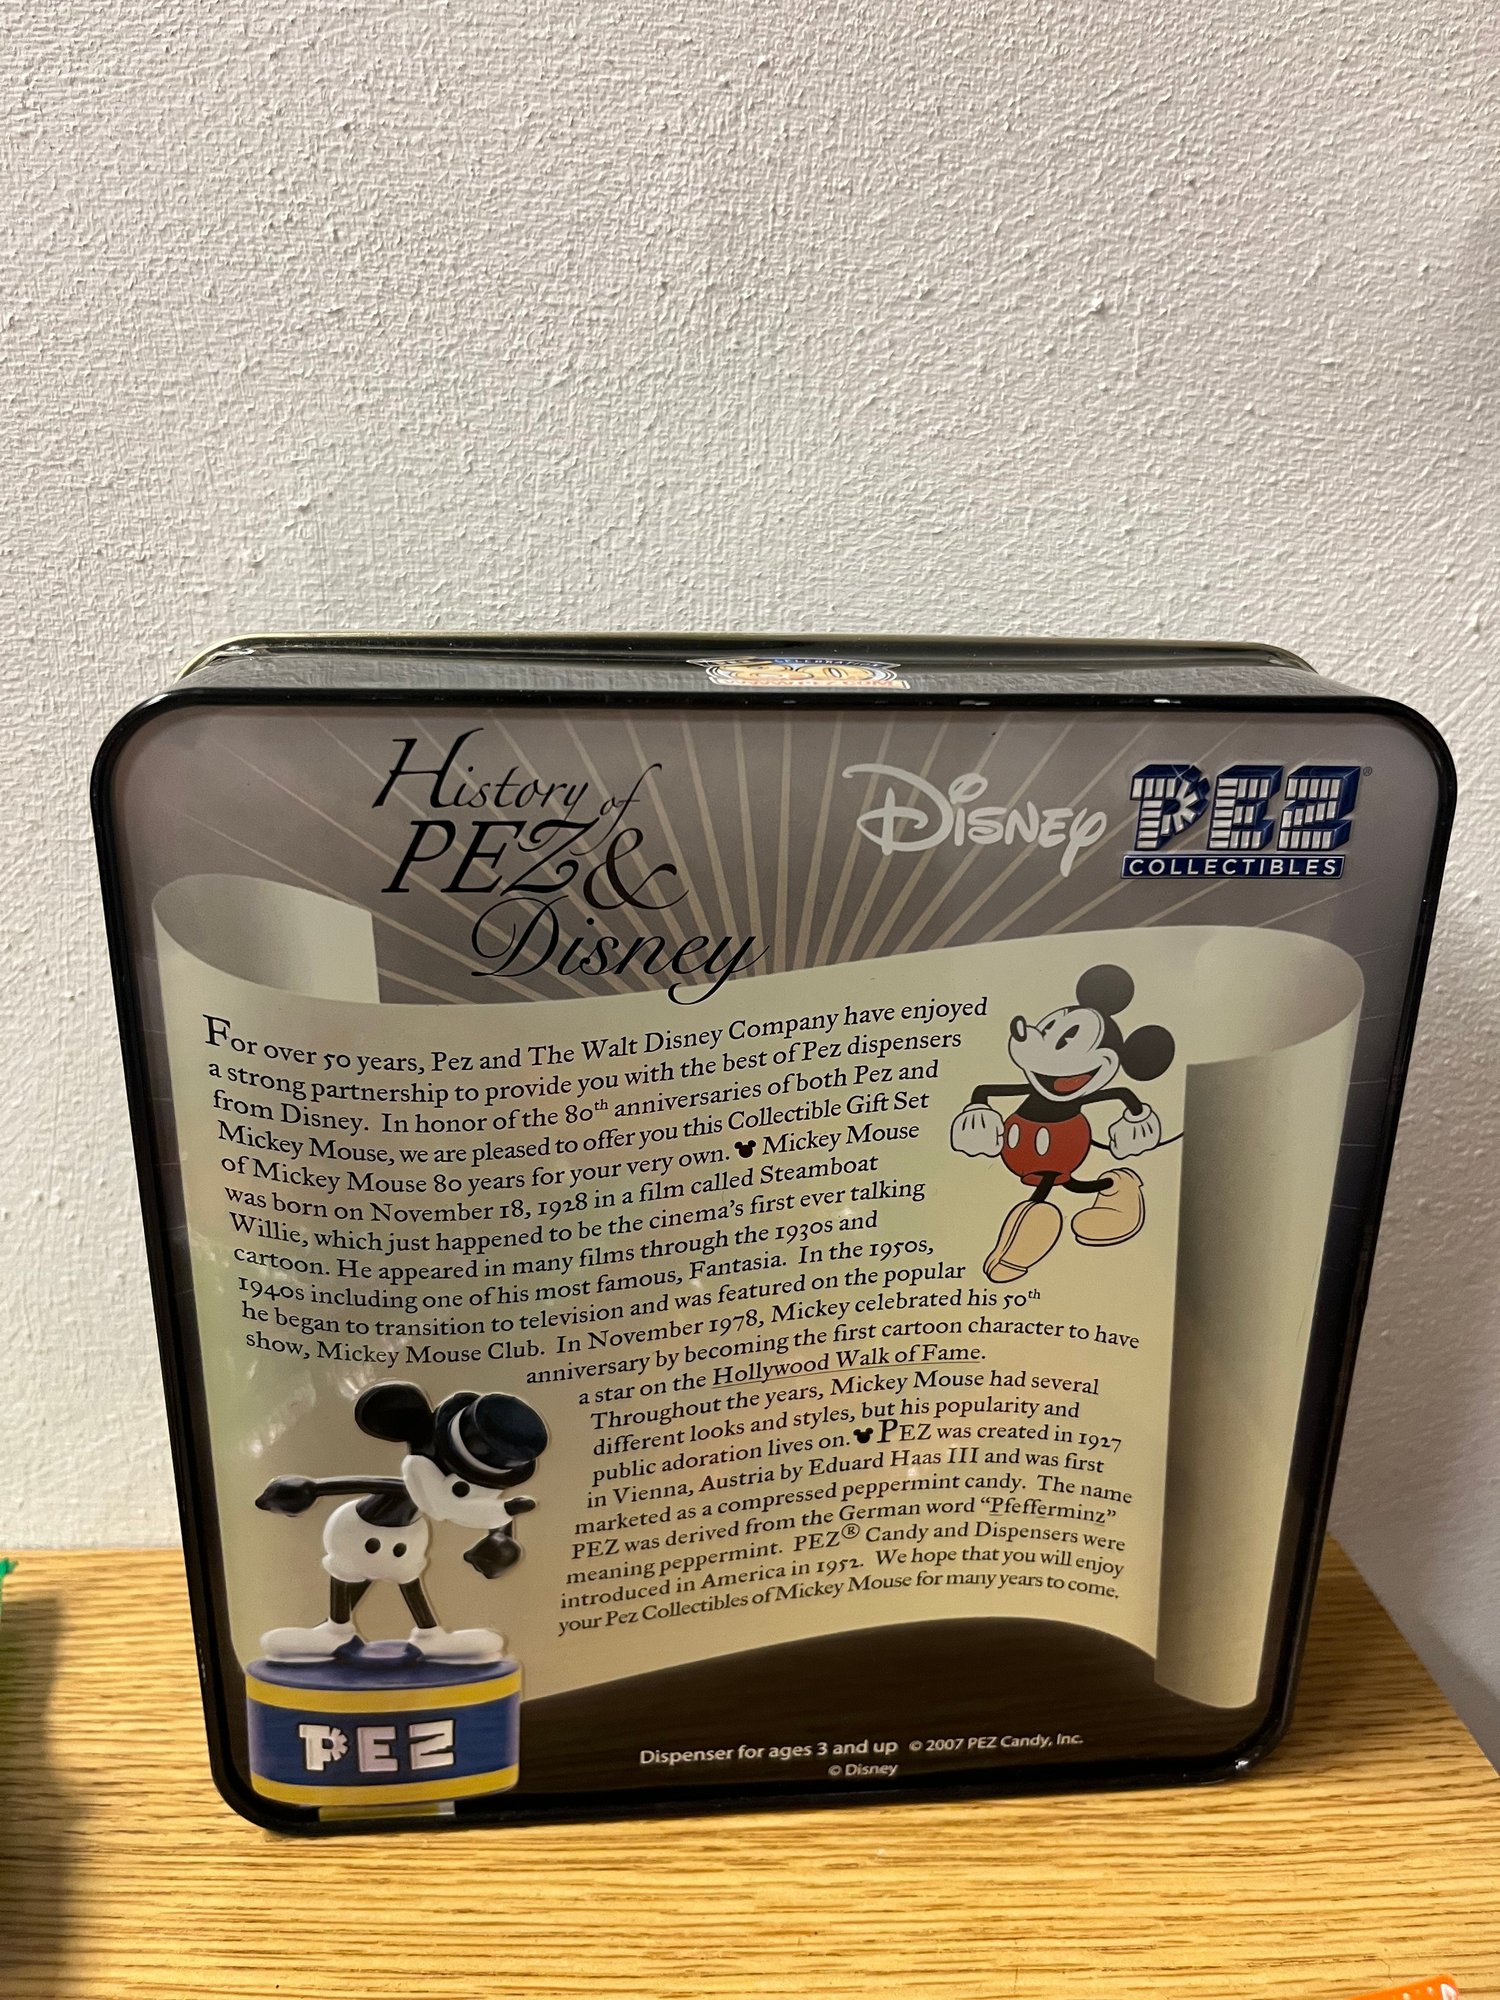 CELEBRATION
80
WWW.PEZ.COM
History of
PEZ &
Disney
Disney
PEZ®
COLLECTIBLES
For over 50 years, Pez and The Walt Disney Company have enjoyed
a strong partnership to provide you with the best of Pez dispensers
from Disney. In honor of the 80th anniversaries of both Pez and
Mickey Mouse, we are pleased to offer you this Collectible Gift Set
of Mickey Mouse 80 years for your very own. Mickey Mouse
was born on November 18, 1928 in a film called Steamboat
Willie, which just happened to be the cinema's first ever talking
cartoon. He appeared in many films through the 1930s and
1940s including one of his most famous, Fantasia. In the 1950s,
he began to transition to television and was featured on the popular
show, Mickey Mouse Club. In November 1978, Mickey celebrated his 50th
anniversary by becoming the first cartoon character to have
a star on the Hollywood Walk of Fame.
Throughout the years, Mickey Mouse had several
different looks and styles, but his popularity and
public adoration lives on. PEZ was created in 1927
in Vienna, Austria by Eduard Haas III and was first
marketed as a compressed peppermint candy. The name
PEZ was derived from the German word “Pfefferminz”
meaning peppermint. PEZ® Candy and Dispensers were
introduced in America in 1952. We hope that you will enjoy
your Pez Collectibles of Mickey Mouse for many years to come.
PEZ
Dispenser for ages 3 and up © 2007 PEZ Candy, Inc.
© Disney